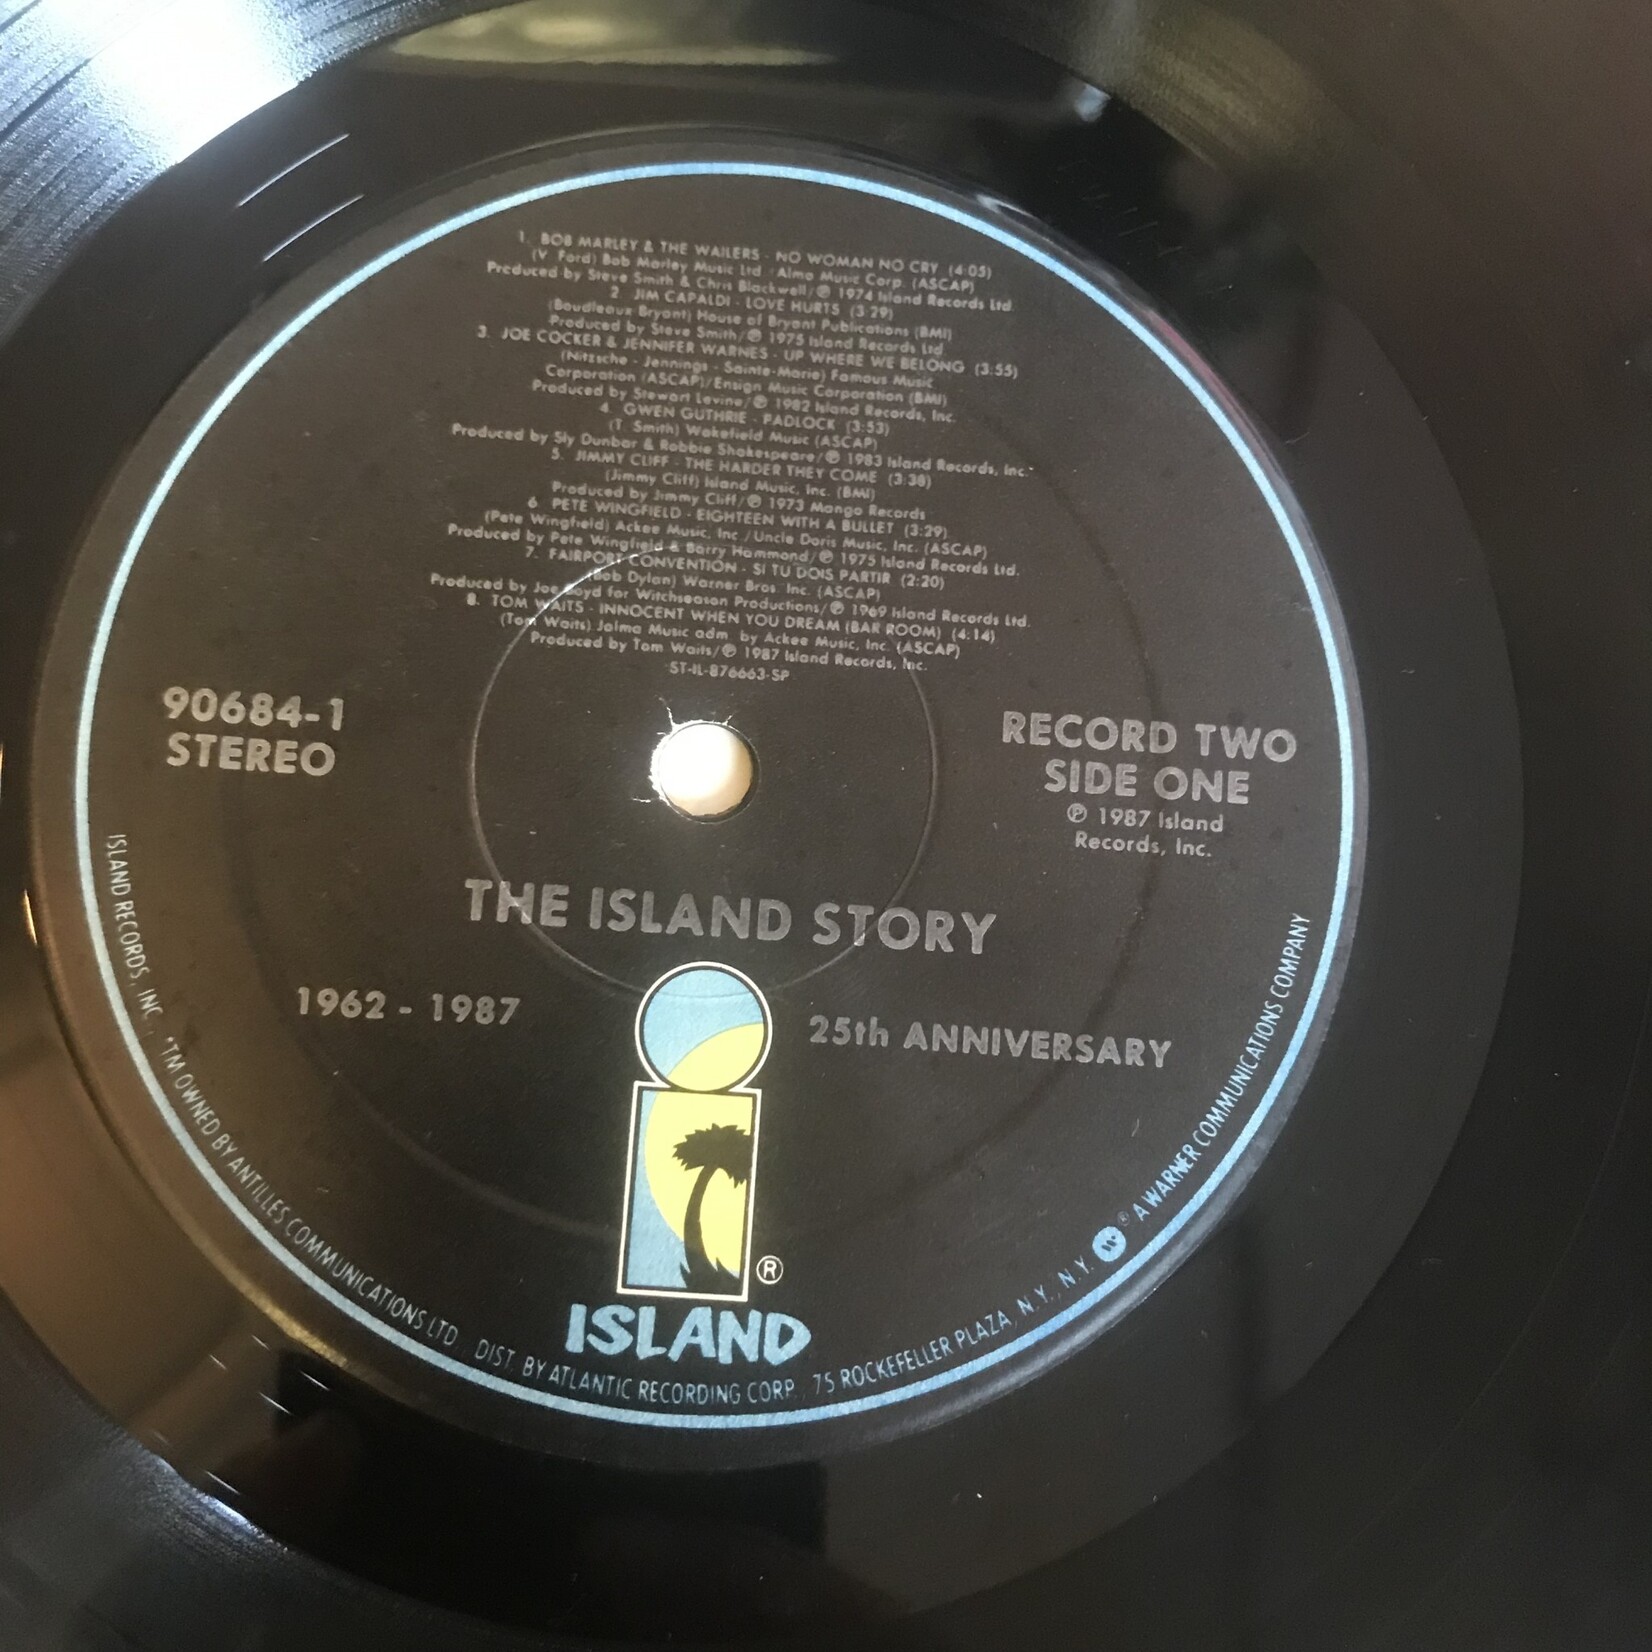 1. BOB MARLEY & THE WAILERS - NO WOMAN NO CRY (4:05)
(V. Ford) Bob Marley Music Ltd./Almo Music Corp. (ASCAP)
Produced by Steve Smith & Chris Blackwell/℗ 1974 Island Records Ltd.
2. JIM CAPALDI - LOVE HURTS (3:29)
(Boudleaux Bryant) House of Bryant Publications (BMI)
Produced by Steve Smith/℗ 1975 Island Records Ltd.
3. JOE COCKER & JENNIFER WARNES - UP WHERE WE BELONG (3:55)
(Nitzsche - Jennings - Sainte-Marie) Famous Music
Corporation (ASCAP)/Ensign Music Corporation (BMI)
Produced by Stewart Levine/℗ 1982 Island Records, Inc.
4. GWEN GUTHRIE - PADLOCK (3:53)
(T. Smith) Wakefield Music (ASCAP)
Produced by Sly Dunbar & Robbie Shakespeare/℗ 1983 Island Records, Inc.
5. JIMMY CLIFF - THE HARDER THEY COME (3:38)
(Jimmy Cliff) Island Music, Inc. (BMI)
Produced by Jimmy Cliff/℗ 1973 Mango Records
6. PETE WINGFIELD - EIGHTEEN WITH A BULLET (3:29)
(Pete Wingfield) Ackee Music, Inc./Uncle Doris Music, Inc. (ASCAP)
Produced by Pete Wingfield & Barry Hammond/℗ 1975 Island Records Ltd.
7. FAIRPORT CONVENTION - SI TU DOIS PARTIR (2:20)
(Bob Dylan) Warner Bros. Inc. (ASCAP)
Produced by Joe Boyd for Witchseason Productions/℗ 1969 Island Records Ltd.
8. TOM WAITS - INNOCENT WHEN YOU DREAM (BAR ROOM) (4:14)
(Tom Waits) Jalma Music adm. by Ackee Music, Inc. (ASCAP)
Produced by Tom Waits/℗ 1987 Island Records, Inc.
ST-IL-876663-SP
90684-1
STEREO
RECORD TWO
SIDE ONE
℗ 1987 Island
Records, Inc.
THE ISLAND STORY
1962 - 1987
25th ANNIVERSARY
®
ISLAND
ISLAND RECORDS, INC., *TM OWNED BY ANTILLES COMMUNICATIONS LTD., DIST. BY ATLANTIC RECORDING CORP., 75 ROCKEFELLER PLAZA, N.Y., N.Y. ® A WARNER COMMUNICATIONS COMPANY